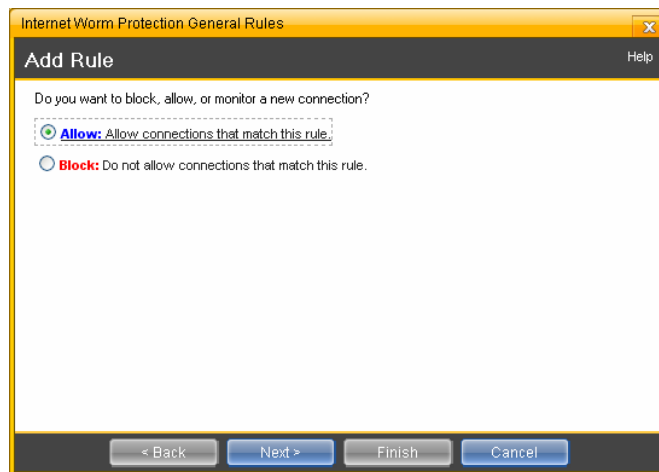 Internet Worm Protection General Rules
Add Rule
Help
Do you want to block, allow, or monitor a new connection?
Allow: Allow connections that match this rule.
Block: Do not allow connections that match this rule.
< Back
Next >
Finish
Cancel